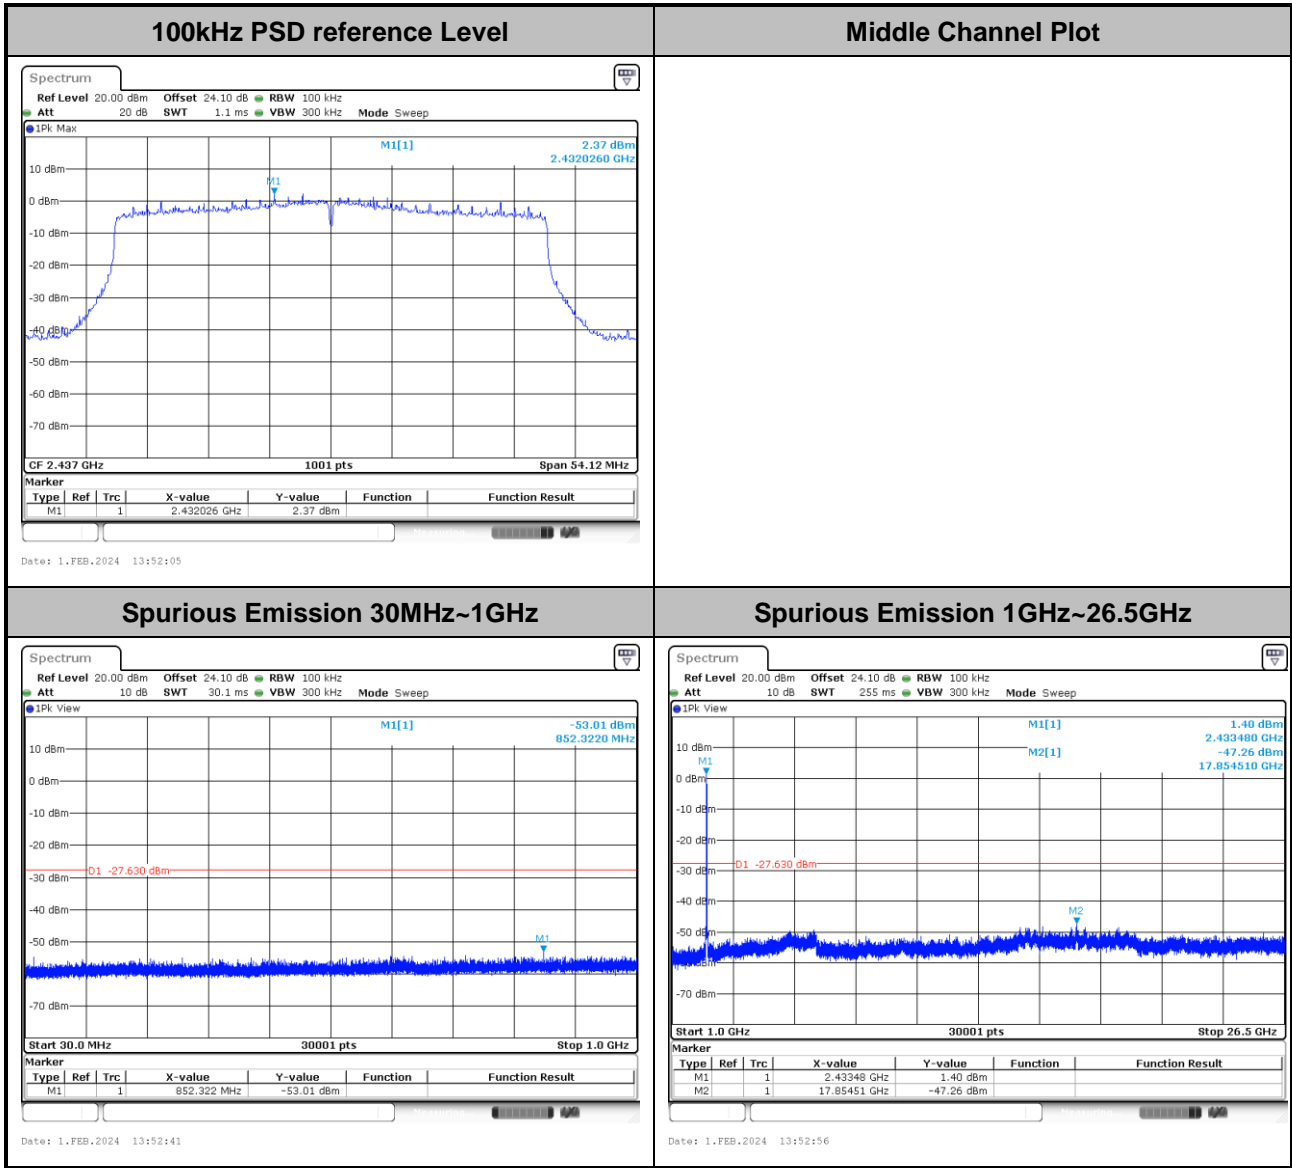 100kHz PSD reference Level
Middle Channel Plot
Spectrum
Ref Level 20.00 dBm Offset 24.10 dB RBW 100 kHz
Att 20 dB SWT 1.1 ms VBW 300 kHz Mode Sweep
1Pk Max
M1[1] 2.37 dBm
2.4320260 GHz
10 dBm
M1
0 dBm
-10 dBm
-20 dBm
-30 dBm
-40 dBm
-50 dBm
-60 dBm
-70 dBm
CF 2.437 GHz 1001 pts Span 54.12 MHz
Marker
Type Ref Trc X-value Y-value Function Function Result
M1 1 2.432026 GHz 2.37 dBm
Measuring
Date: 1.FEB.2024 13:52:05
Spurious Emission 30MHz~1GHz
Spurious Emission 1GHz~26.5GHz
Spectrum
Ref Level 20.00 dBm Offset 24.10 dB RBW 100 kHz
Att 10 dB SWT 30.1 ms VBW 300 kHz Mode Sweep
1Pk View
M1[1] -53.01 dBm
852.3220 MHz
10 dBm
0 dBm
-10 dBm
-20 dBm
D1 -27.630 dBm
-30 dBm
-40 dBm
M1
-50 dBm
-70 dBm
Start 30.0 MHz 30001 pts Stop 1.0 GHz
Marker
Type Ref Trc X-value Y-value Function Function Result
M1 1 852.322 MHz -53.01 dBm
Measuring
Date: 1.FEB.2024 13:52:41
Spectrum
Ref Level 20.00 dBm Offset 24.10 dB RBW 100 kHz
Att 10 dB SWT 255 ms VBW 300 kHz Mode Sweep
1Pk View
M1[1] 1.40 dBm
2.433480 GHz
M2[1] -47.26 dBm
17.854510 GHz
10 dBm
M1
0 dBm
-10 dBm
-20 dBm
D1 -27.630 dBm
-30 dBm
-40 dBm
M2
-50 dBm
-70 dBm
Start 1.0 GHz 30001 pts Stop 26.5 GHz
Marker
Type Ref Trc X-value Y-value Function Function Result
M1 1 2.43348 GHz 1.40 dBm
M2 1 17.85451 GHz -47.26 dBm
Measuring
Date: 1.FEB.2024 13:52:56